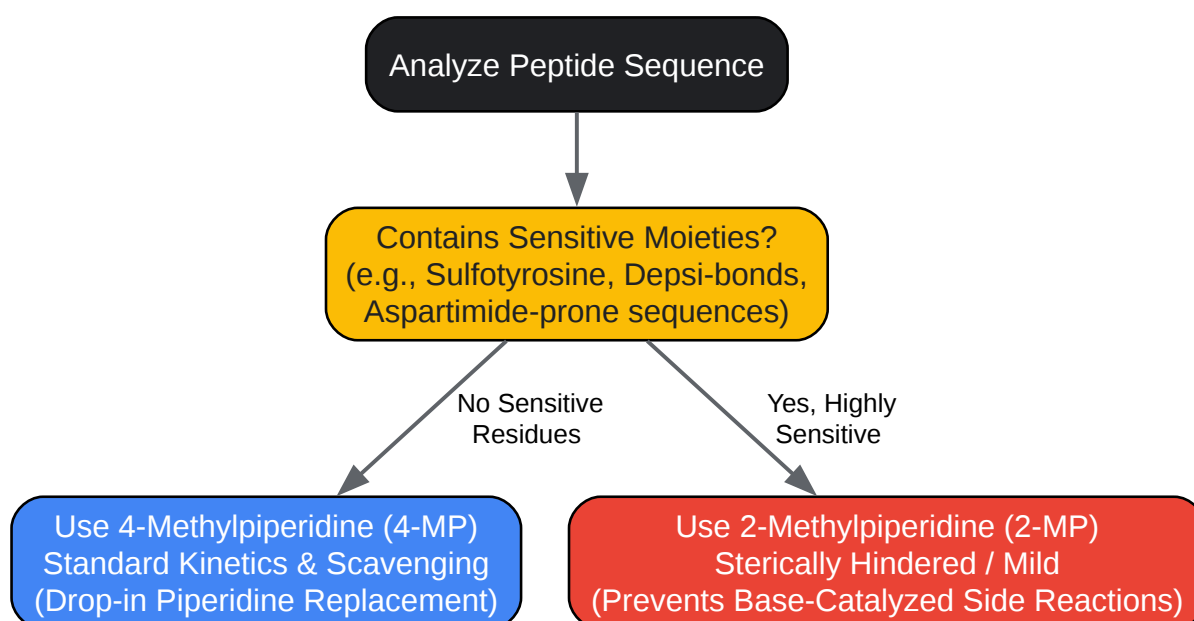 Analyze Peptide Sequence
Contains Sensitive Moieties?
(e.g., Sulfotyrosine, Depsi-bonds,
Aspartimide-prone sequences)
No Sensitive
Residues
Yes, Highly
Sensitive
Use 4-Methylpiperidine (4-MP)
Standard Kinetics & Scavenging
(Drop-in Piperidine Replacement)
Use 2-Methylpiperidine (2-MP)
Sterically Hindered / Mild
(Prevents Base-Catalyzed Side Reactions)